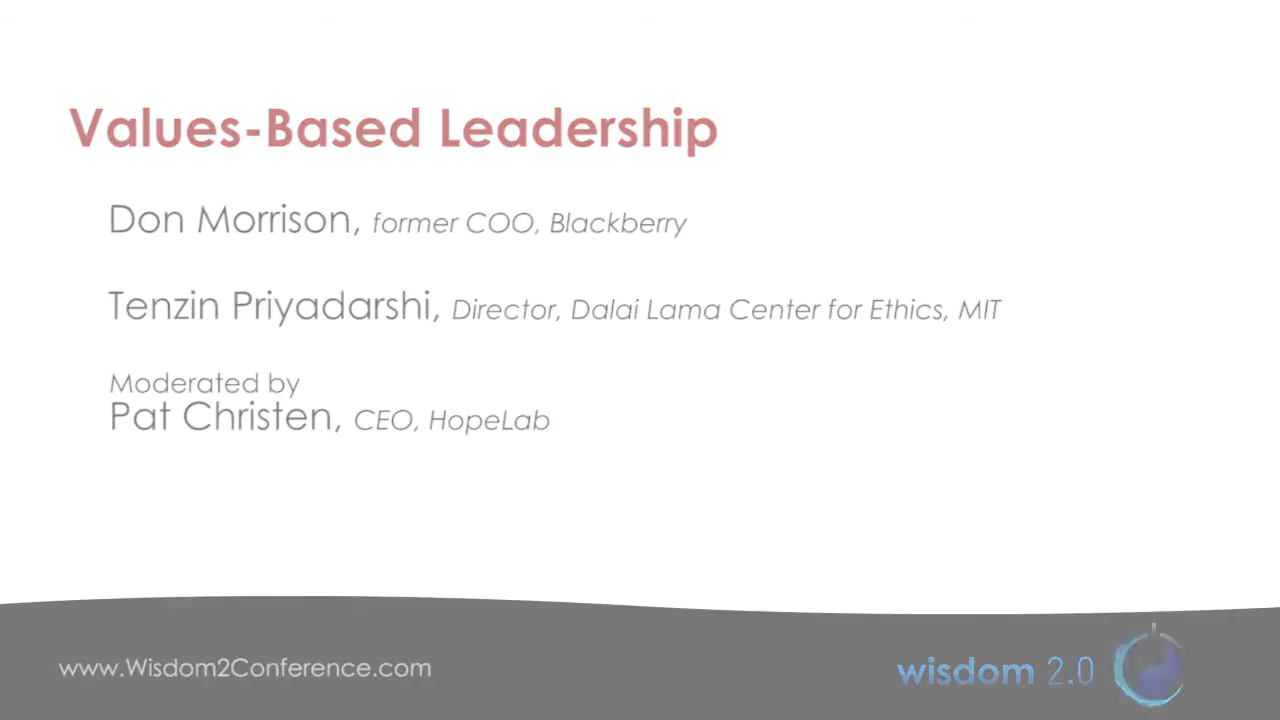 Values-Based Leadership
Don Morrison, former COO, Blackberry
Tenzin Priyadarshi, Director, Dalai Lama Center for Ethics, MIT
Moderated by
Pat Christen, CEO, HopeLab
www.Wisdom2Conference.com
wisdom 2.0